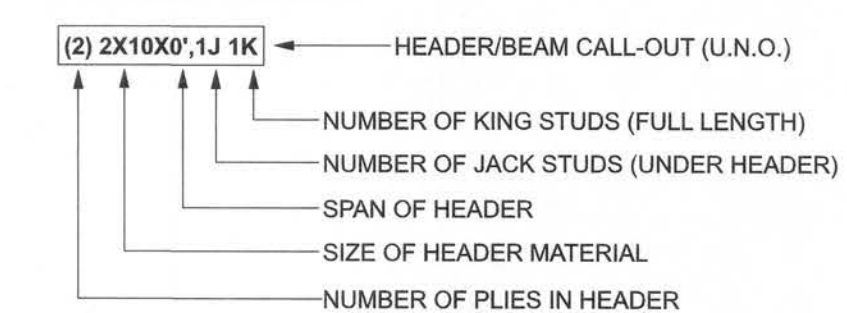 (2) 2X10X0',1J 1K HEADER/BEAM CALL-OUT (U.N.O.)
NUMBER OF KING STUDS (FULL LENGTH)
NUMBER OF JACK STUDS (UNDER HEADER)
SPAN OF HEADER
SIZE OF HEADER MATERIAL
NUMBER OF PLIES IN HEADER